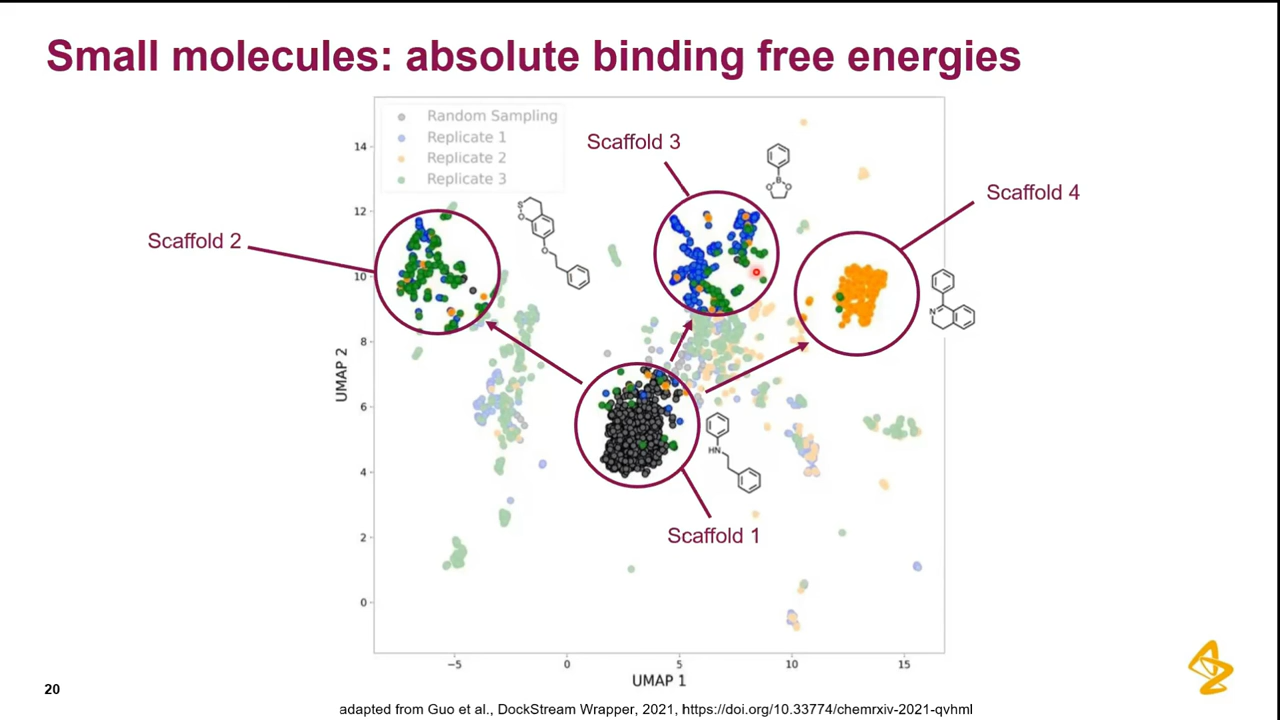 Small molecules: absolute binding free energies
Random Sampling
Replicate 1
Replicate 2
Replicate 3
Scaffold 3
Scaffold 4
Scaffold 2
Scaffold 1
B
O
O
S
O
O
N
HN
14
12
10
8
6
4
2
0
UMAP 2
-5
0
5
10
15
UMAP 1
20
adapted from Guo et al., DockStream Wrapper, 2021, https://doi.org/10.33774/chemrxiv-2021-qvhml